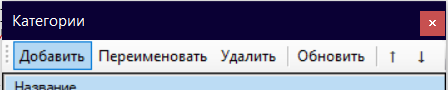 Категории
Добавить Переименовать Удалить Обновить ↑ ↓
Название